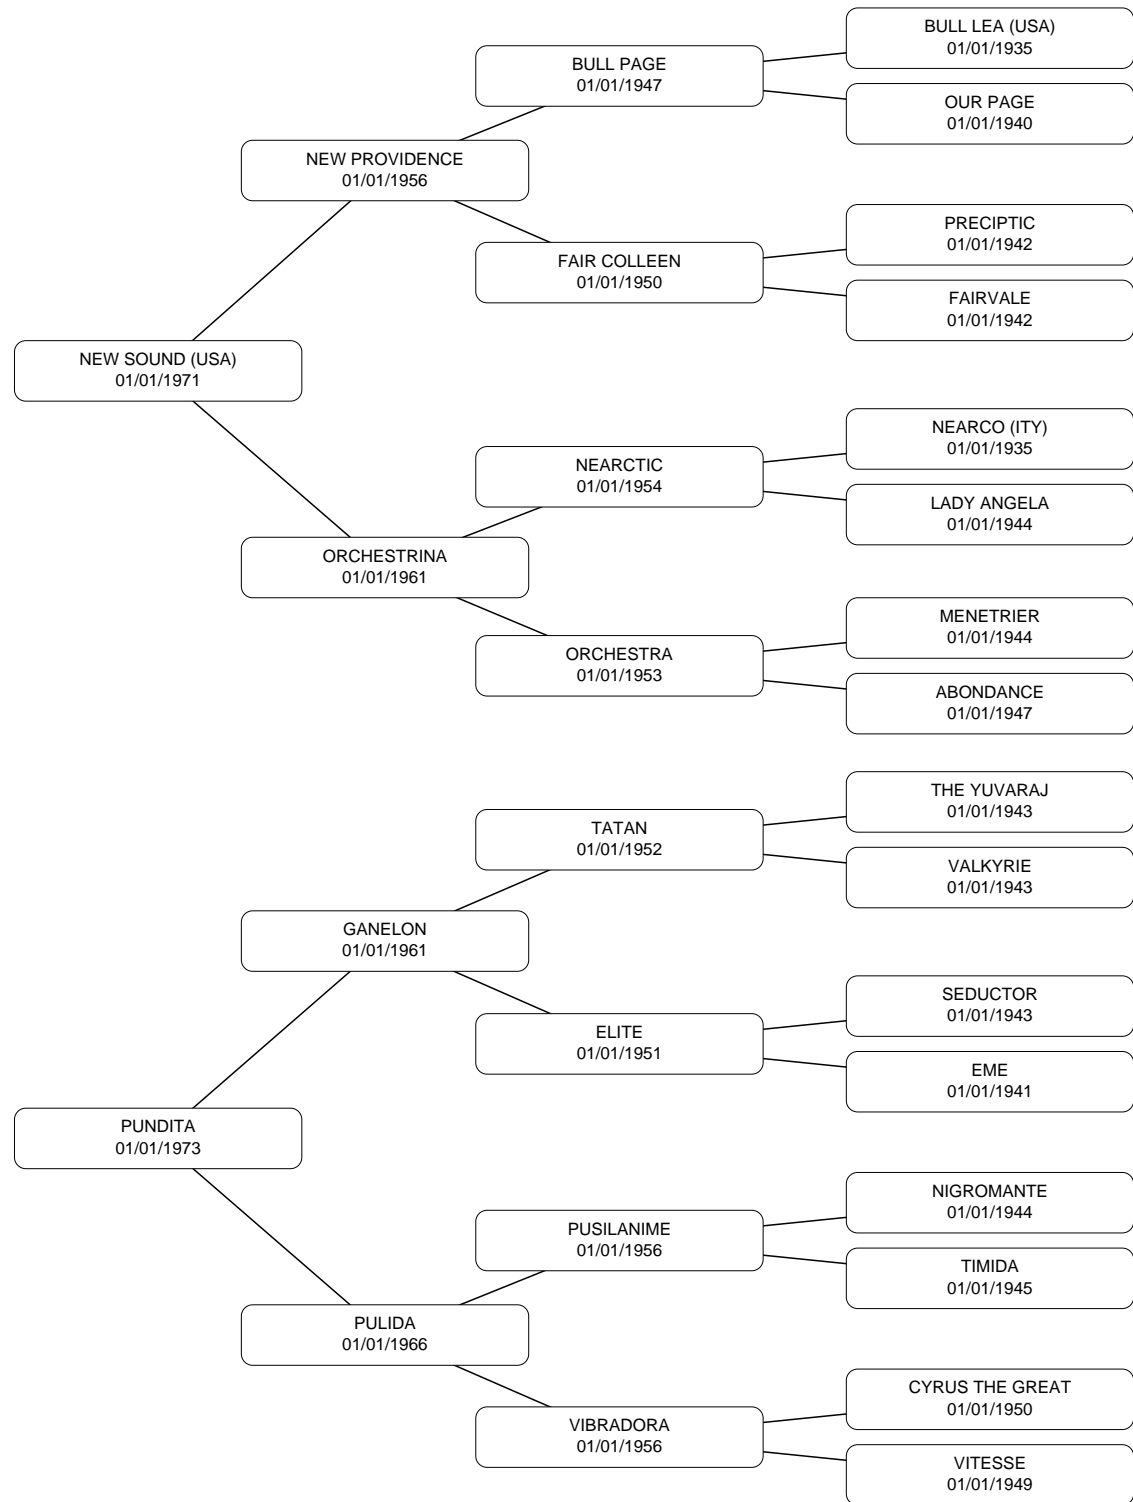 BULL LEA (USA)
01/01/1935
BULL PAGE
01/01/1947
OUR PAGE
01/01/1940
NEW PROVIDENCE
01/01/1956
PRECIPTIC
01/01/1942
FAIR COLLEEN
01/01/1950
FAIRVALE
01/01/1942
NEW SOUND (USA)
01/01/1971
NEARCO (ITY)
01/01/1935
NEARCTIC
01/01/1954
LADY ANGELA
01/01/1944
ORCHESTRINA
01/01/1961
MENETRIER
01/01/1944
ORCHESTRA
01/01/1953
ABONDANCE
01/01/1947
THE YUVARAJ
01/01/1943
TATAN
01/01/1952
VALKYRIE
01/01/1943
GANELON
01/01/1961
SEDUCTOR
01/01/1943
ELITE
01/01/1951
EME
01/01/1941
PUNDITA
01/01/1973
NIGROMANTE
01/01/1944
PUSILANIME
01/01/1956
TIMIDA
01/01/1945
PULIDA
01/01/1966
CYRUS THE GREAT
01/01/1950
VIBRADORA
01/01/1956
VITESSE
01/01/1949